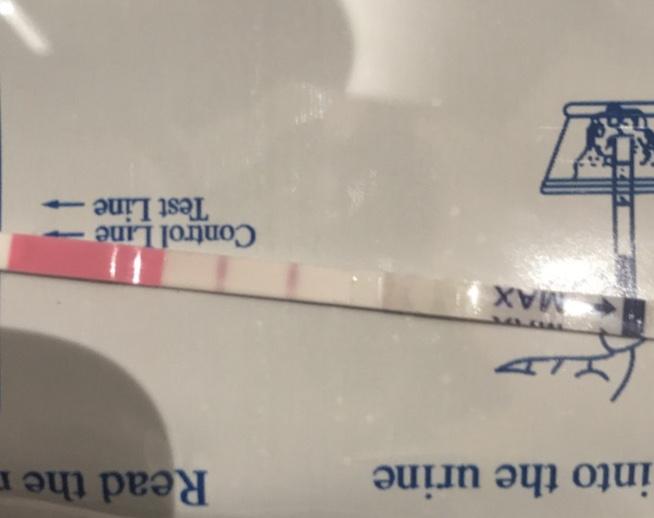 into the urine
Read the
MAX
Control Line
Test Line